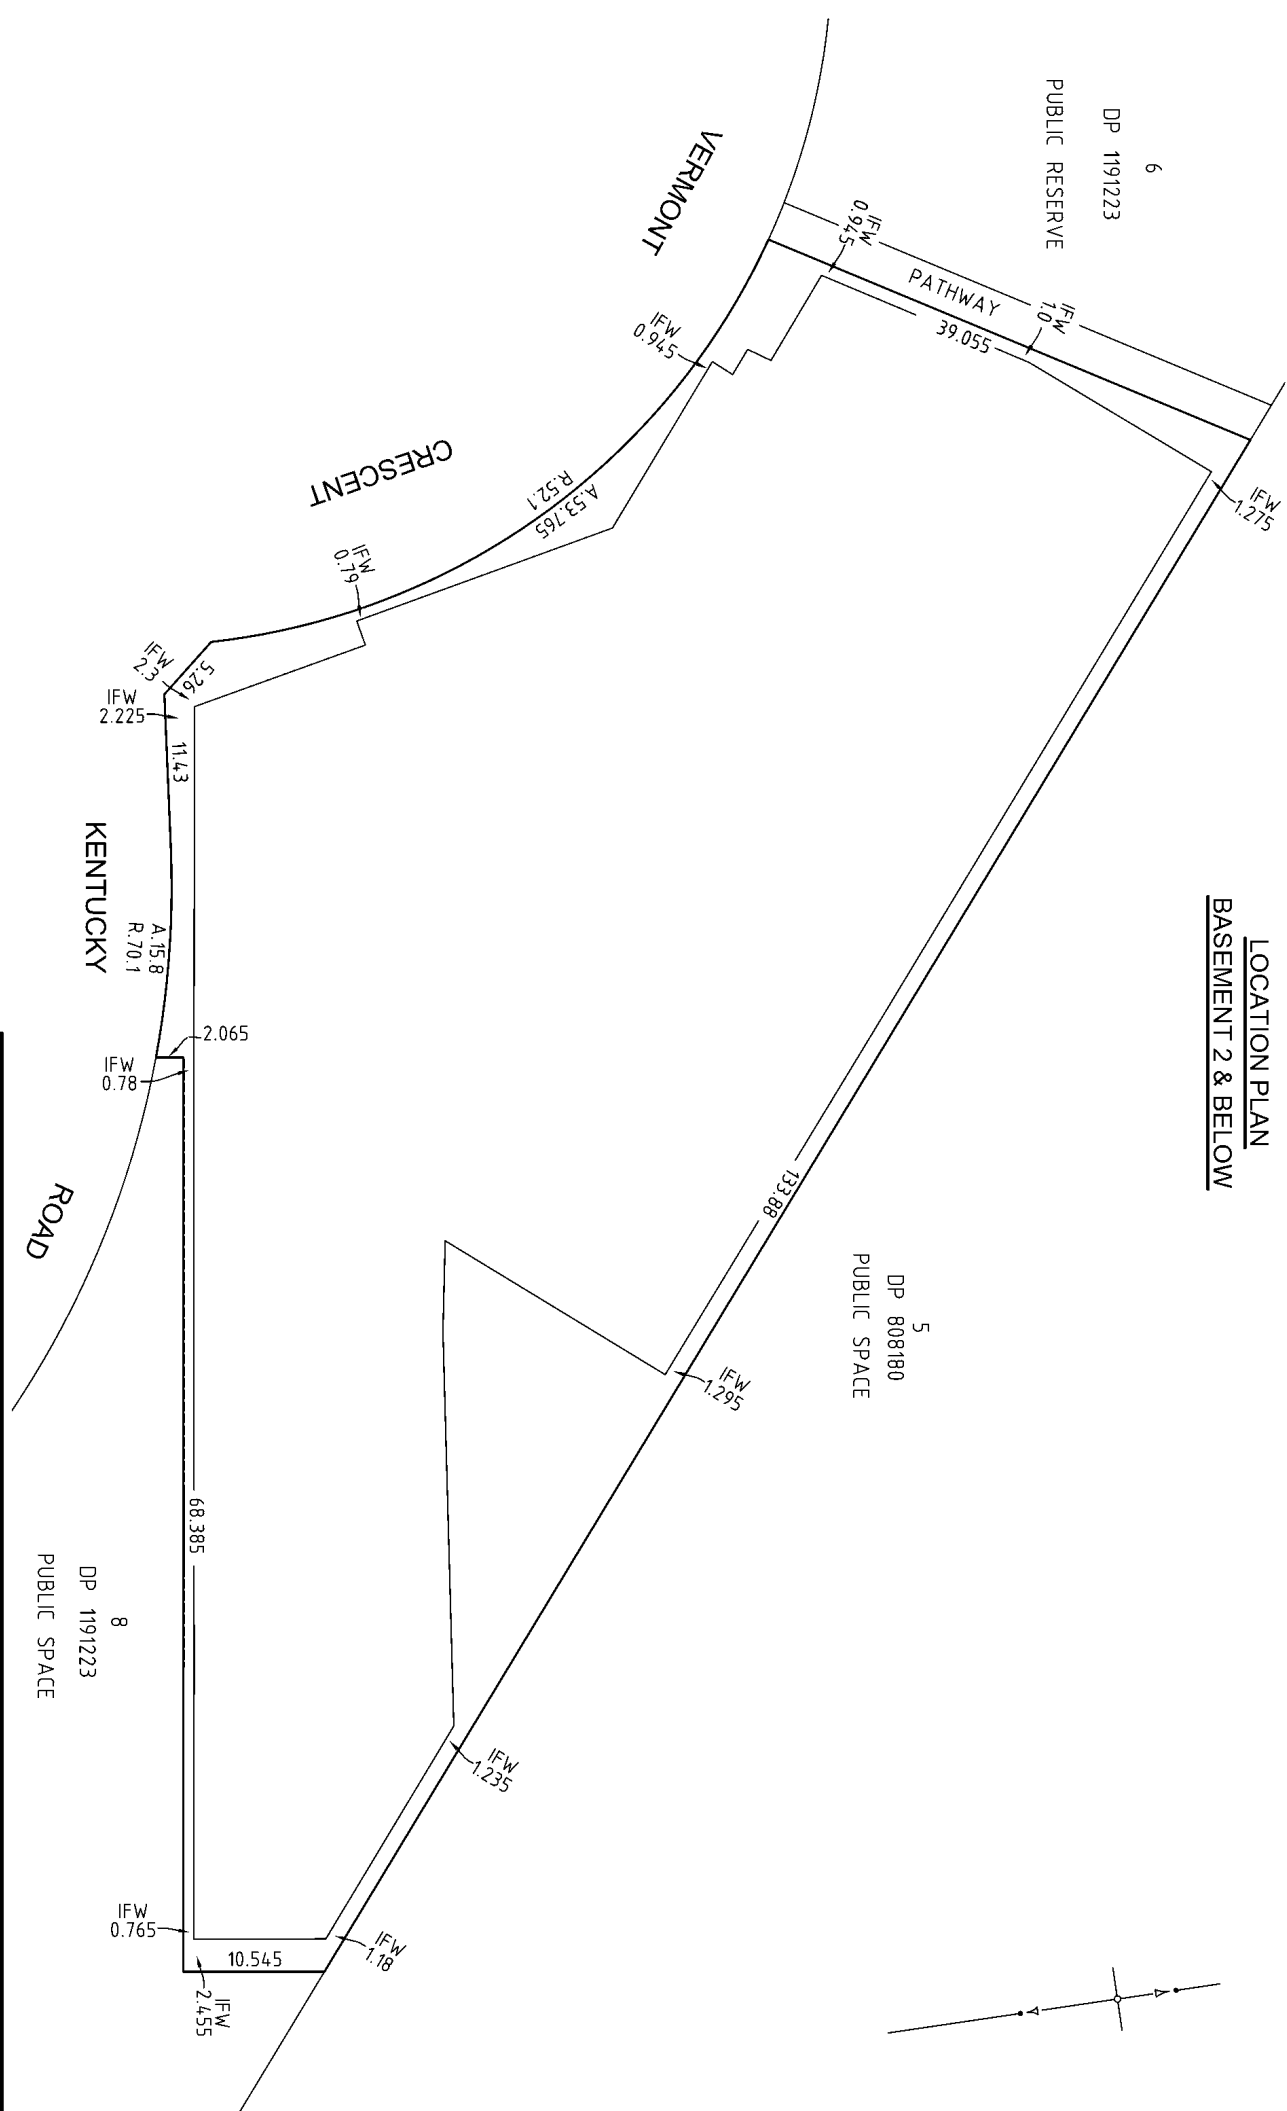 LOCATION PLAN
BASEMENT 2 & BELOW
6
DP 1191223
PUBLIC RESERVE
VERMONT
CRESCENT
PATHWAY
IFW
0.945
IFW
1.0
39.055
IFW
0.945
IFW
1.275
A.53.765
R.52.1
IFW
0.79
IFW
2.3
5.26
IFW
2.225
11.43
KENTUCKY
ROAD
A.15.8
R.70.1
2.065
IFW
0.78
133.88
5
DP 808180
PUBLIC SPACE
IFW
1.295
68.385
8
DP 1191223
PUBLIC SPACE
IFW
1.235
IFW
0.765
10.545
IFW
1.18
IFW
2.455